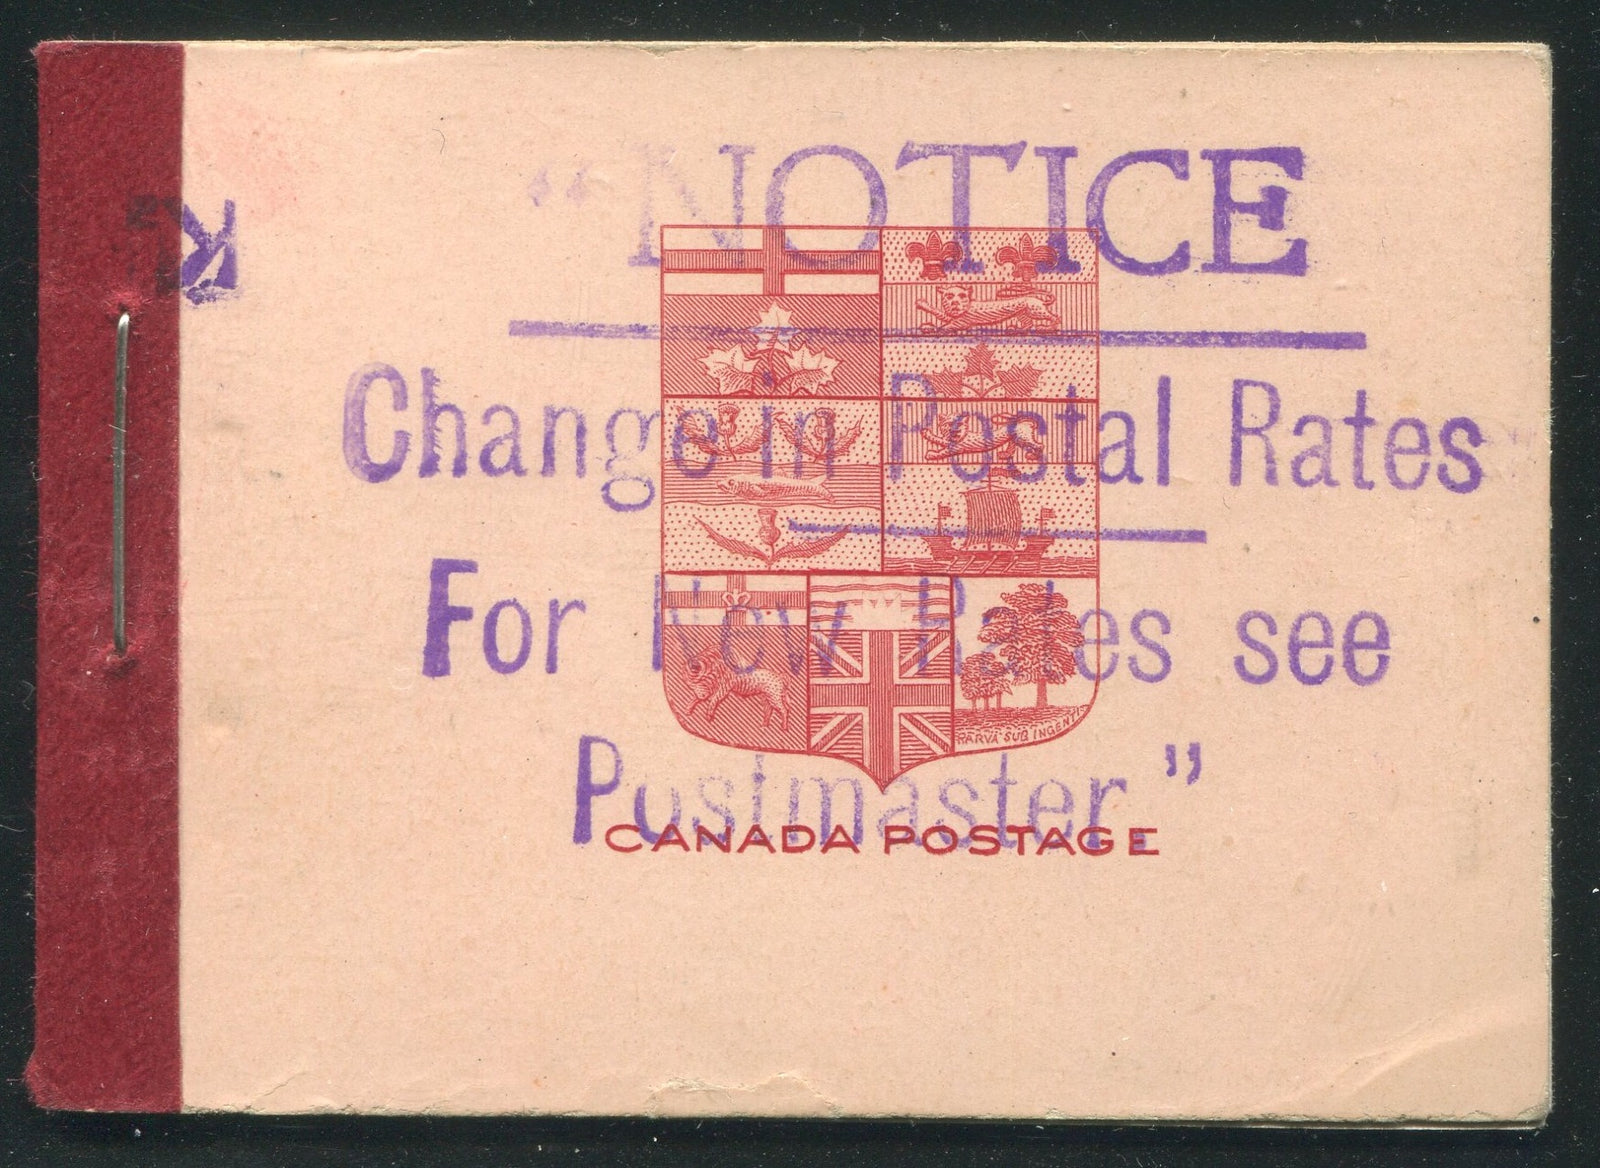 "NOTICE
Change in Postal Rates
For New Rates see
Postmaster."
PARVA SUB INGENTI
CANADA POSTAGE